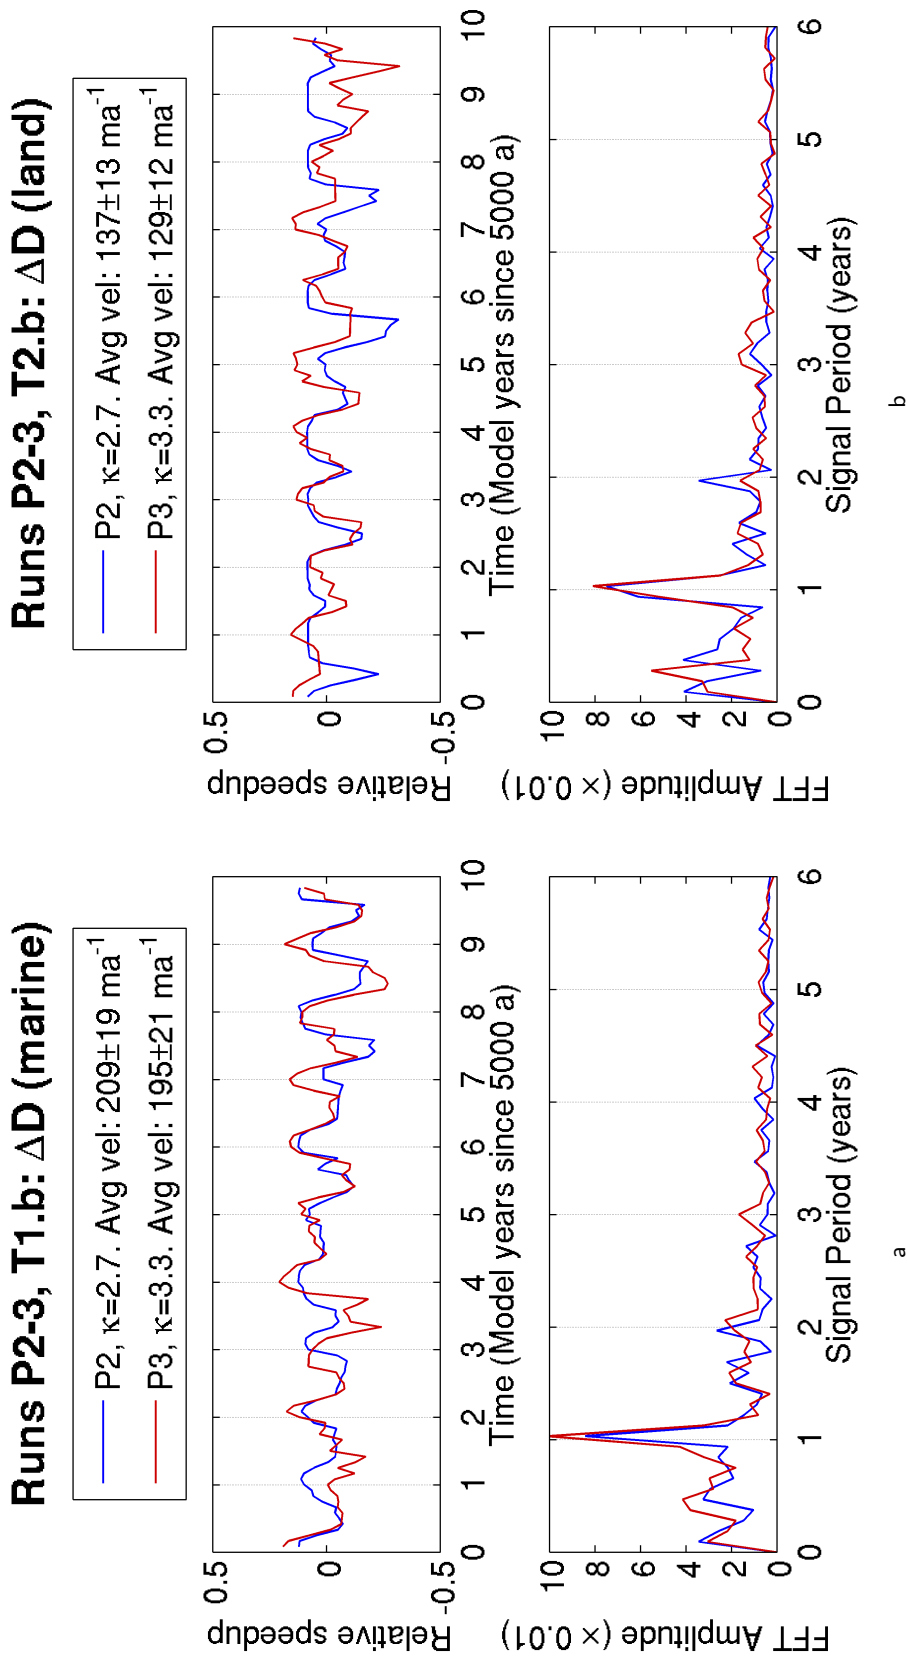 Runs P2-3, T1.b: ΔD (marine)
P2, κ=2.7. Avg vel: 209±19 ma⁻¹
P3, κ=3.3. Avg vel: 195±21 ma⁻¹
0.5
0
-0.5
Relative speedup
0 1 2 3 4 5 6 7 8 9 10
Time (Model years since 5000 a)
10
8
6
4
2
0
FFT Amplitude (× 0.01)
0 1 2 3 4 5 6
Signal Period (years)
a
Runs P2-3, T2.b: ΔD (land)
P2, κ=2.7. Avg vel: 137±13 ma⁻¹
P3, κ=3.3. Avg vel: 129±12 ma⁻¹
0.5
0
-0.5
Relative speedup
0 1 2 3 4 5 6 7 8 9 10
Time (Model years since 5000 a)
10
8
6
4
2
0
FFT Amplitude (× 0.01)
0 1 2 3 4 5 6
Signal Period (years)
b